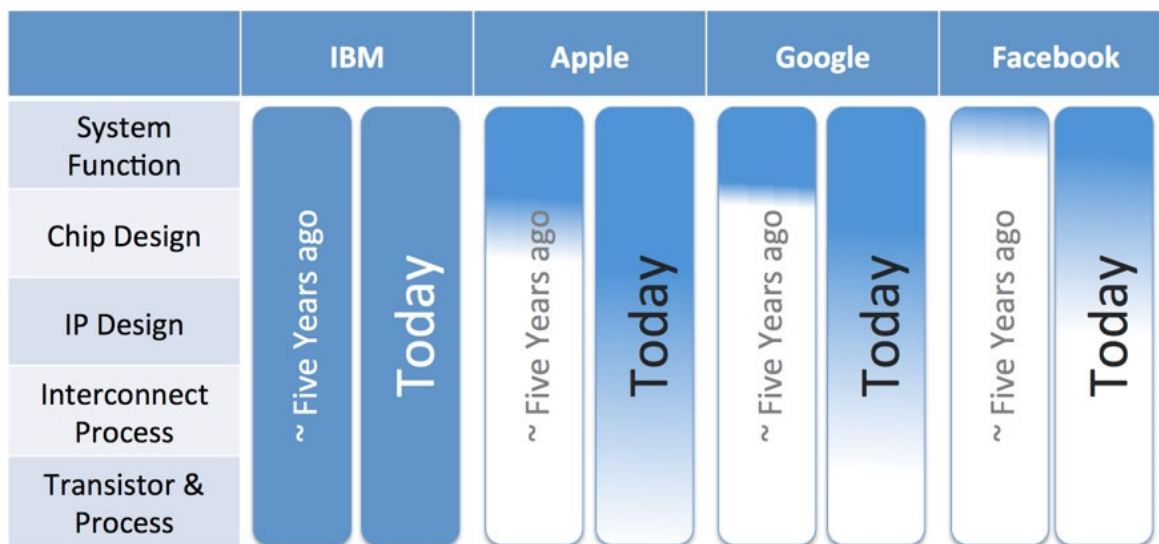 IBM
Apple
Google
Facebook
System
Function
Chip Design
IP Design
Interconnect
Process
Transistor &
Process
~ Five Years ago
Today
~ Five Years ago
Today
~ Five Years ago
Today
~ Five Years ago
Today